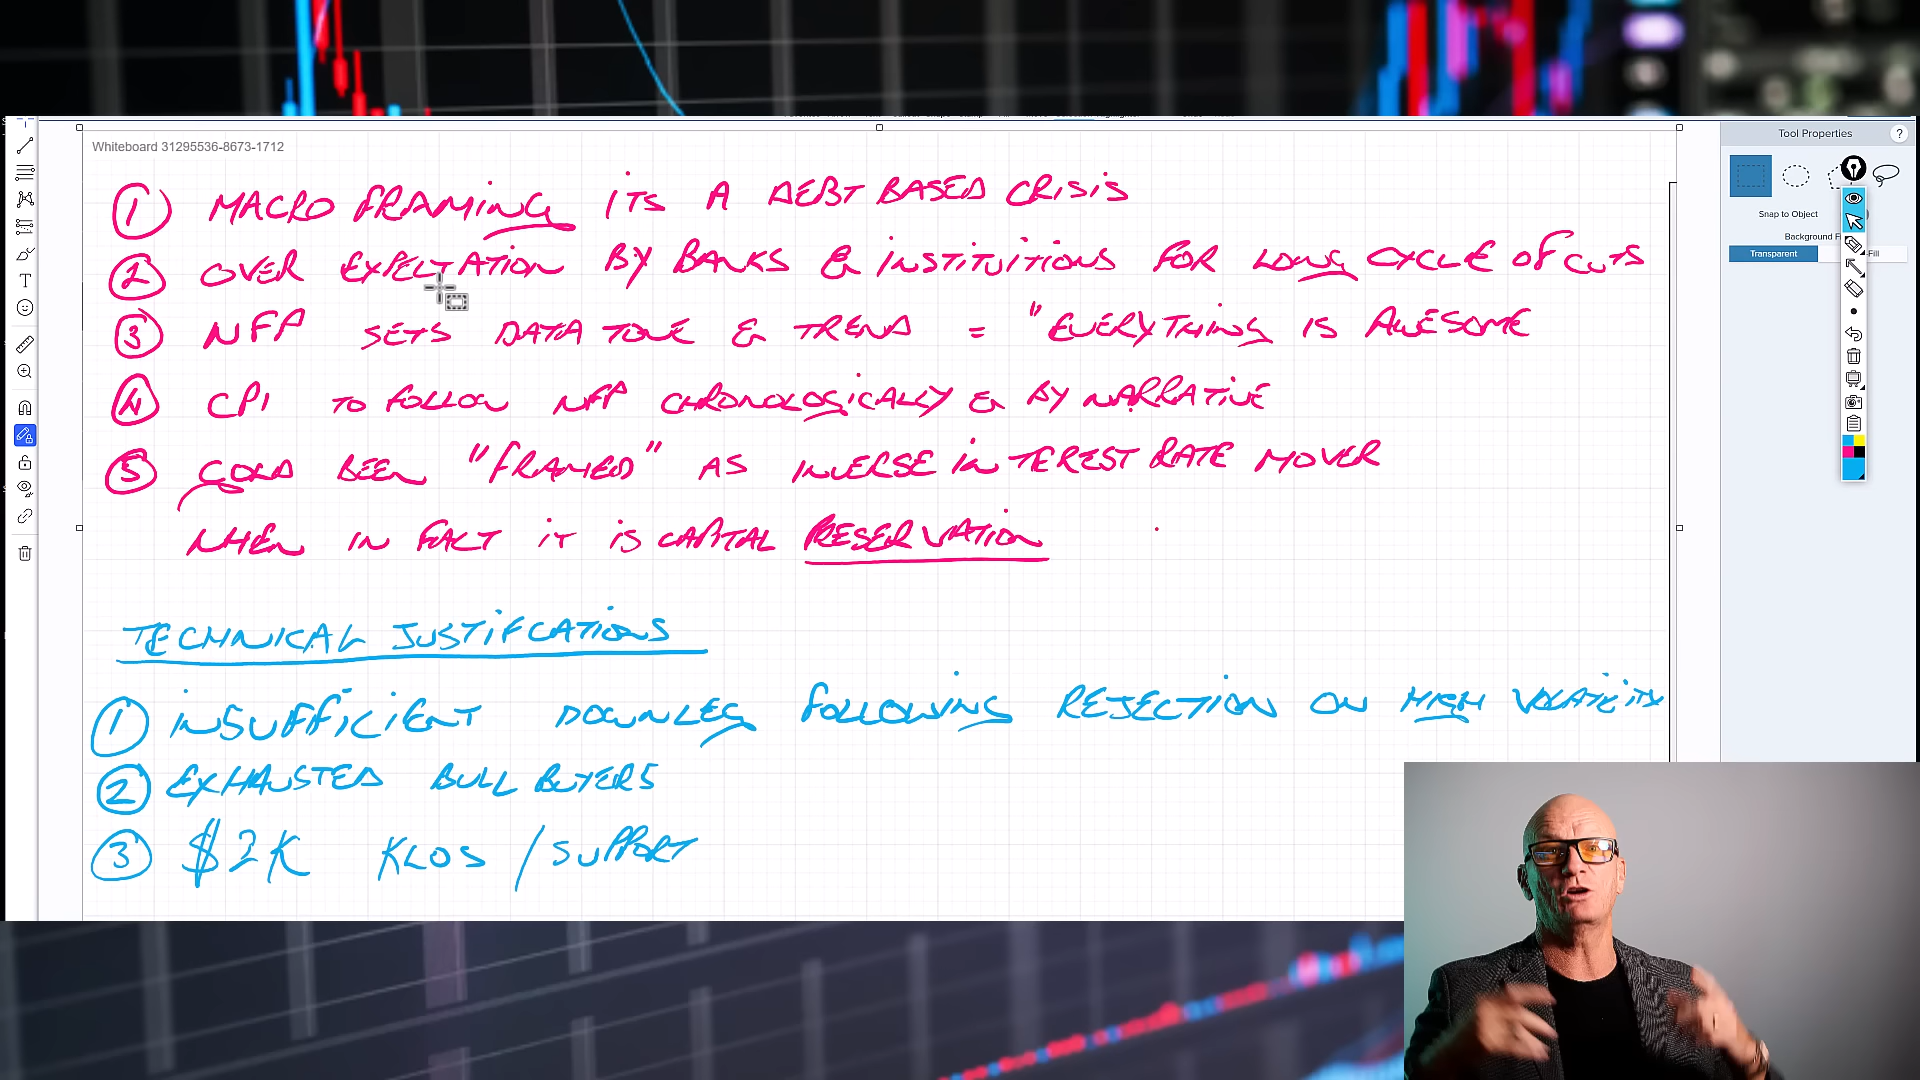 Whiteboard 31295536-8673-1712
① MACRO FRAMING ITS A DEBT BASED CRISIS
② OVER EXPECTATION BY BANKS & INSTITUITIONS FOR LONG CYCLE OF CUTS
③ NFP SETS DATA TONE & TREND = "EVERYTHING IS AWESOME
④ CPI TO FOLLOW NFP CHRONOLOGICALLY & BY NARRATIVE
⑤ GOLD BEEN "FRAMED" AS INVERSE INTEREST RATE MOVER
WHEN IN FACT IT IS CAPITAL PRESERVATION
TECHNICAL JUSTIFCATIONS
① INSUFFICIENT DOWNLEG FOLLOWING REJECTION ON HIGH VOLATILITY
② EXHAUSTED BULL BUYERS
③ $2K KLOS / SUPPORT
Tool Properties
?
Snap to Object
Background F
Transparent
Fill